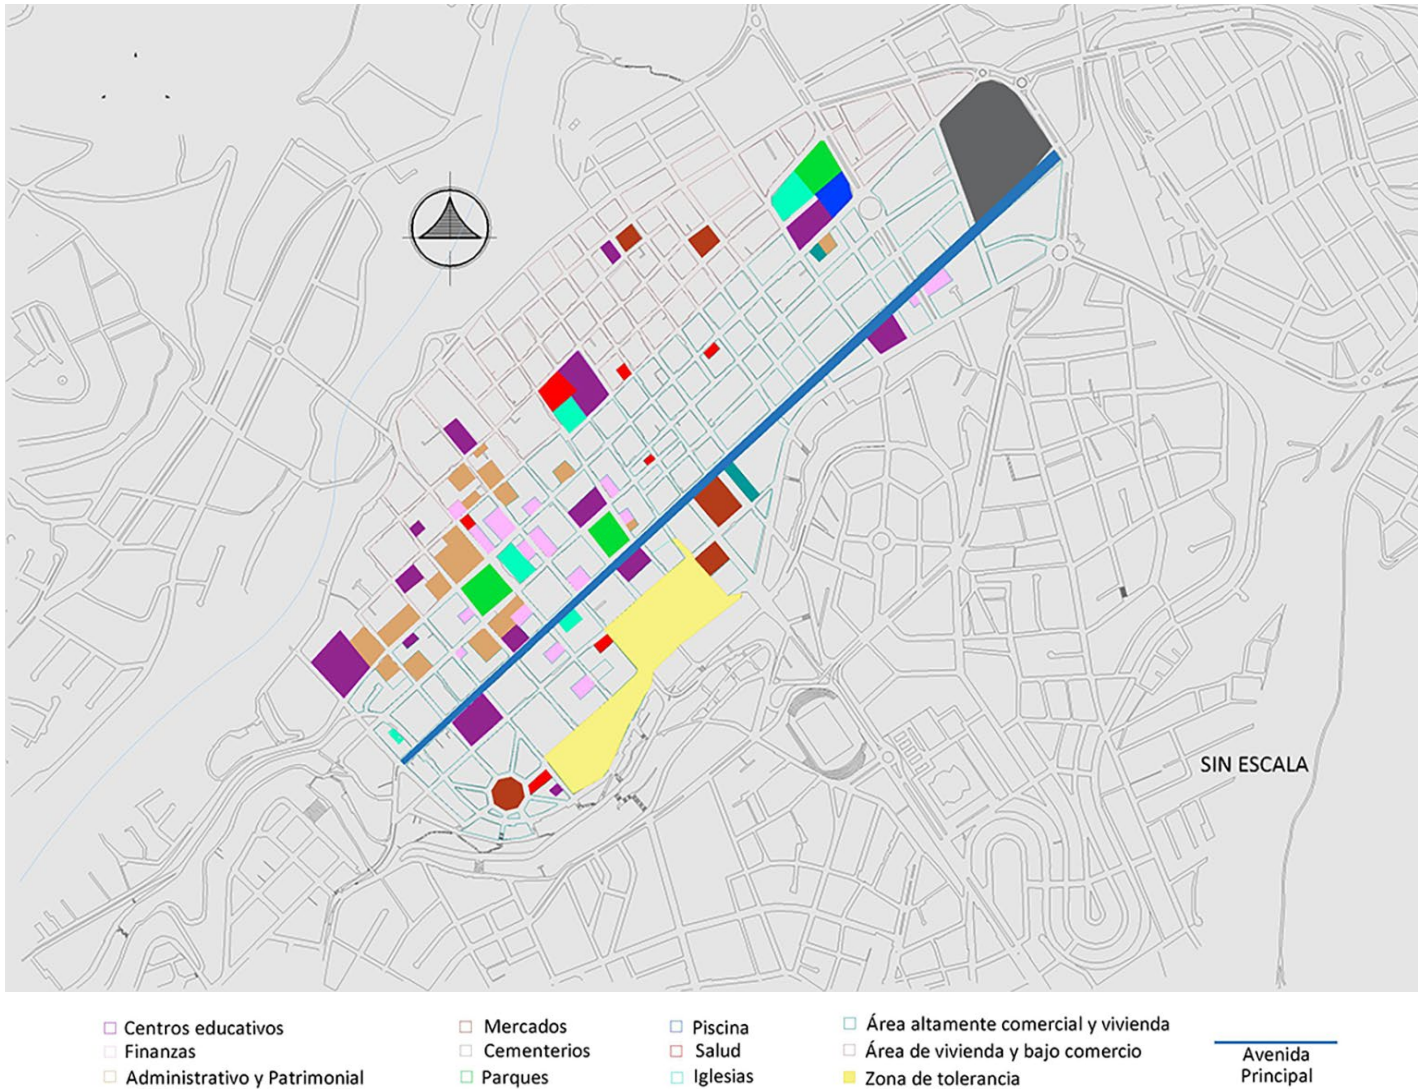 SIN ESCALA
Centros educativos
Finanzas
Administrativo y Patrimonial
Mercados
Cementerios
Parques
Piscina
Salud
Iglesias
Área altamente comercial y vivienda
Área de vivienda y bajo comercio
Zona de tolerancia
Avenida
Principal